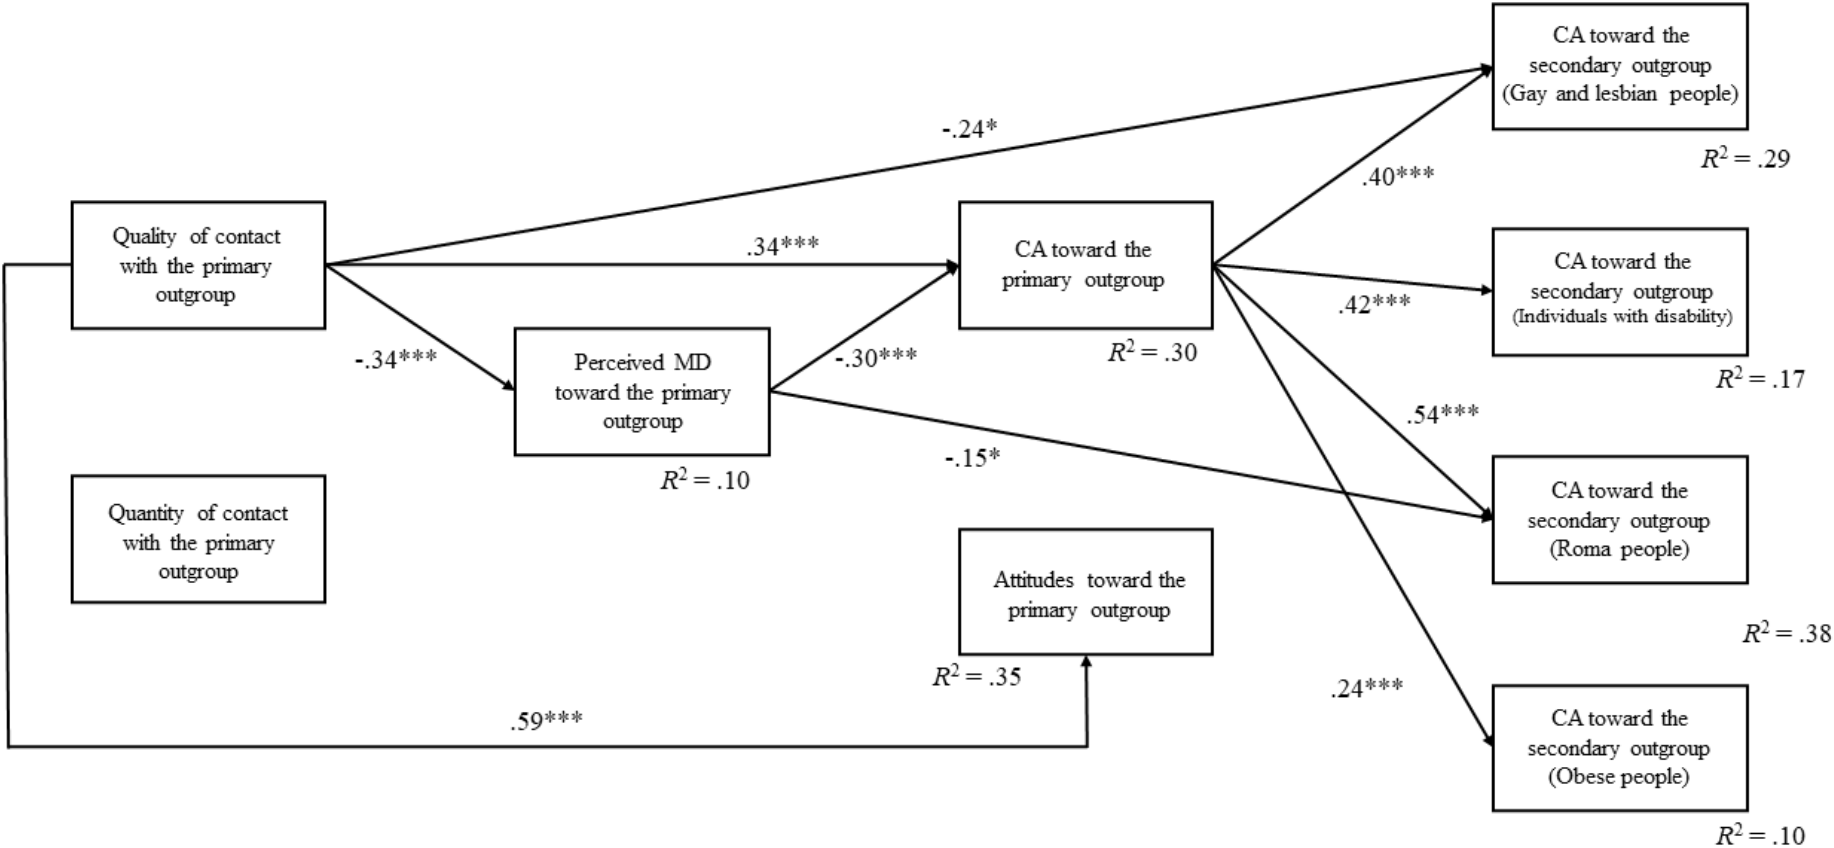 CA toward the
secondary outgroup
(Gay and lesbian people)
R² = .29
-.24*
.40***
Quality of contact
with the primary
outgroup
.34***
CA toward the
primary outgroup
R² = .30
CA toward the
secondary outgroup
(Individuals with disability)
R² = .17
.42***
-.34***
Perceived MD
toward the primary
outgroup
R² = .10
-.30***
-.15*
.54***
CA toward the
secondary outgroup
(Roma people)
R² = .38
Quantity of contact
with the primary
outgroup
Attitudes toward the
primary outgroup
R² = .35
.59***
.24***
CA toward the
secondary outgroup
(Obese people)
R² = .10